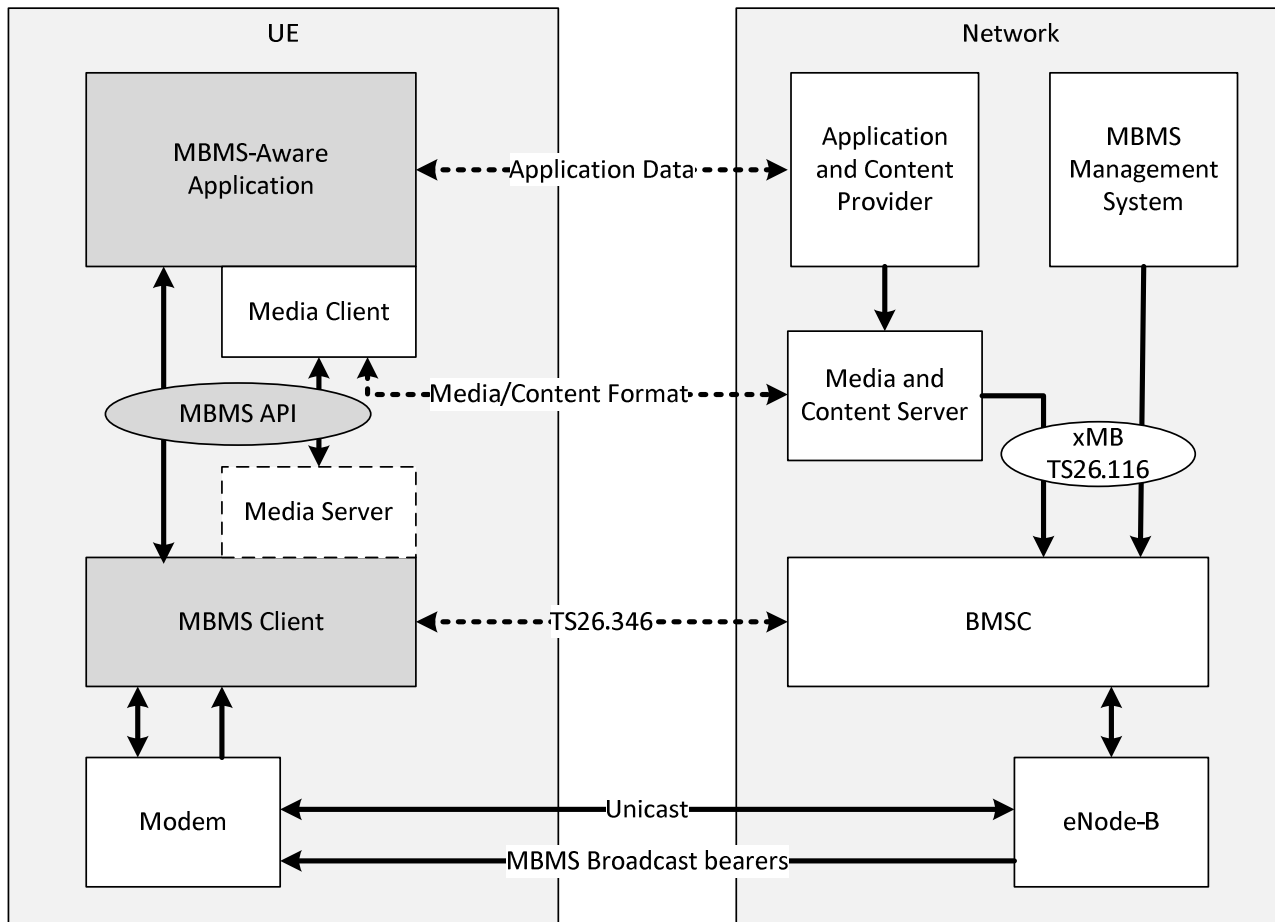 UE
Network
MBMS-Aware
Application
Application Data
Application
and Content
Provider
MBMS
Management
System
Media Client
Media/Content Format
Media and
Content Server
MBMS API
xMB
TS26.116
Media Server
MBMS Client
TS26.346
BMSC
Modem
Unicast
eNode-B
MBMS Broadcast bearers